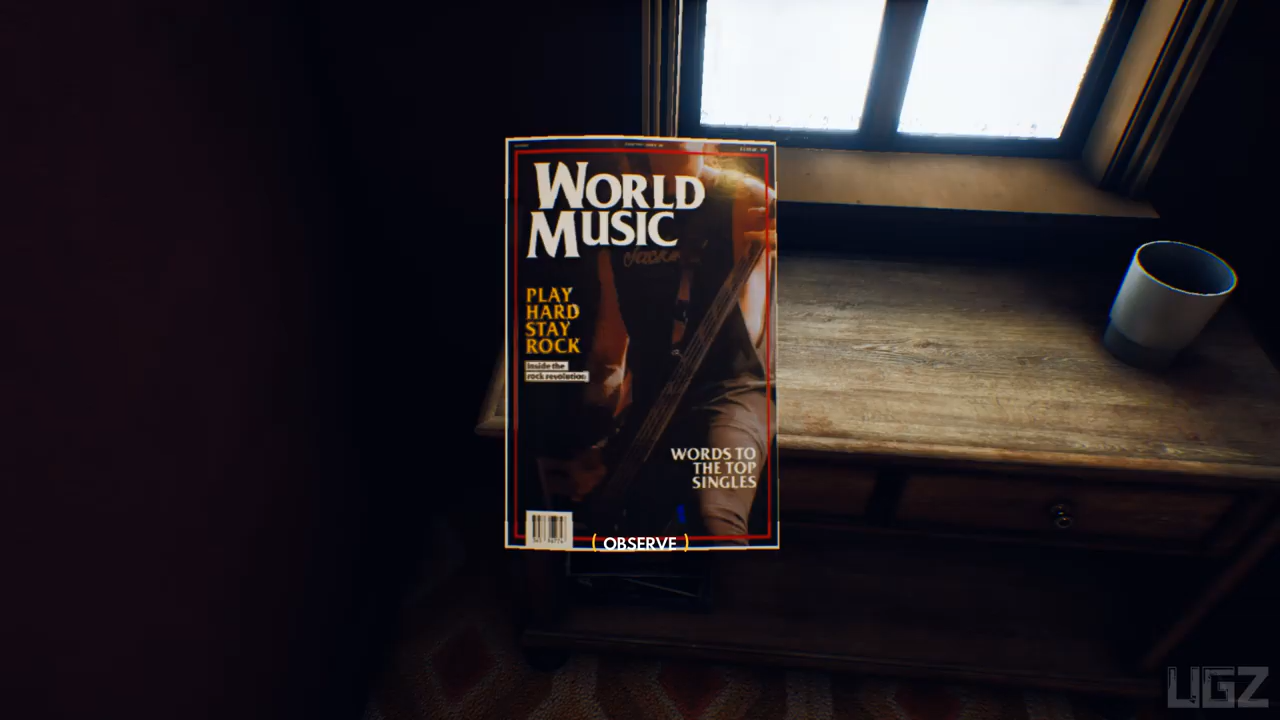 WORLD
MUSIC
PLAY
HARD
STAY
ROCK
Inside the
rock revolution
WORDS TO
THE TOP
SINGLES
( OBSERVE )
UGZ